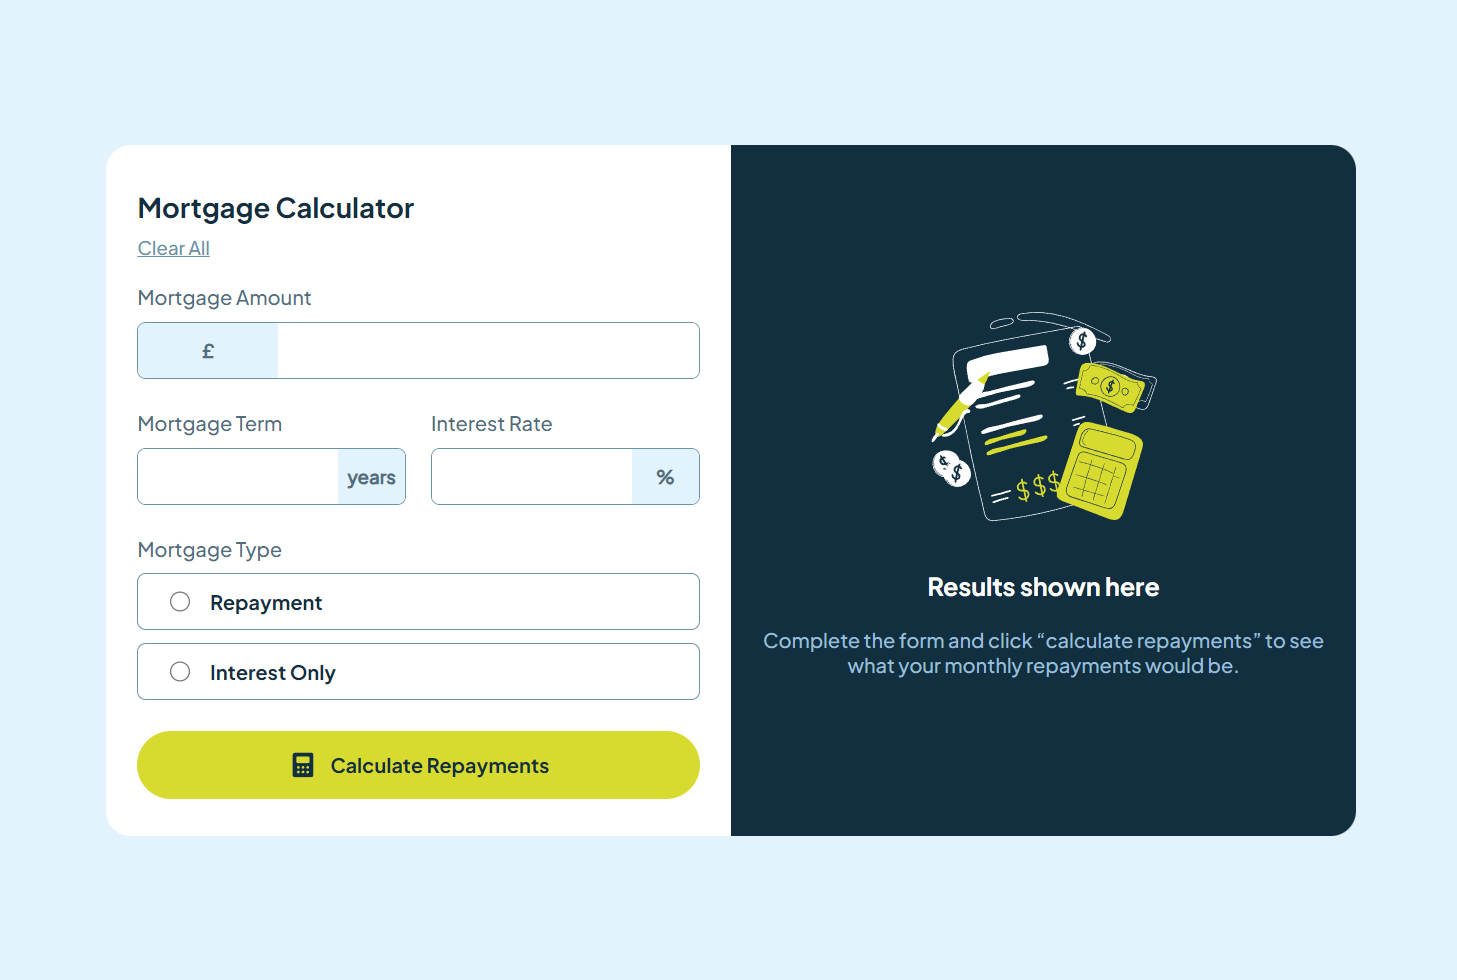 Mortgage Calculator
Clear All
Mortgage Amount
£
Mortgage Term
years
Interest Rate
%
Mortgage Type
Repayment
Interest Only
Calculate Repayments
$
$
$ $
$$$
Results shown here
Complete the form and click “calculate repayments” to see
what your monthly repayments would be.